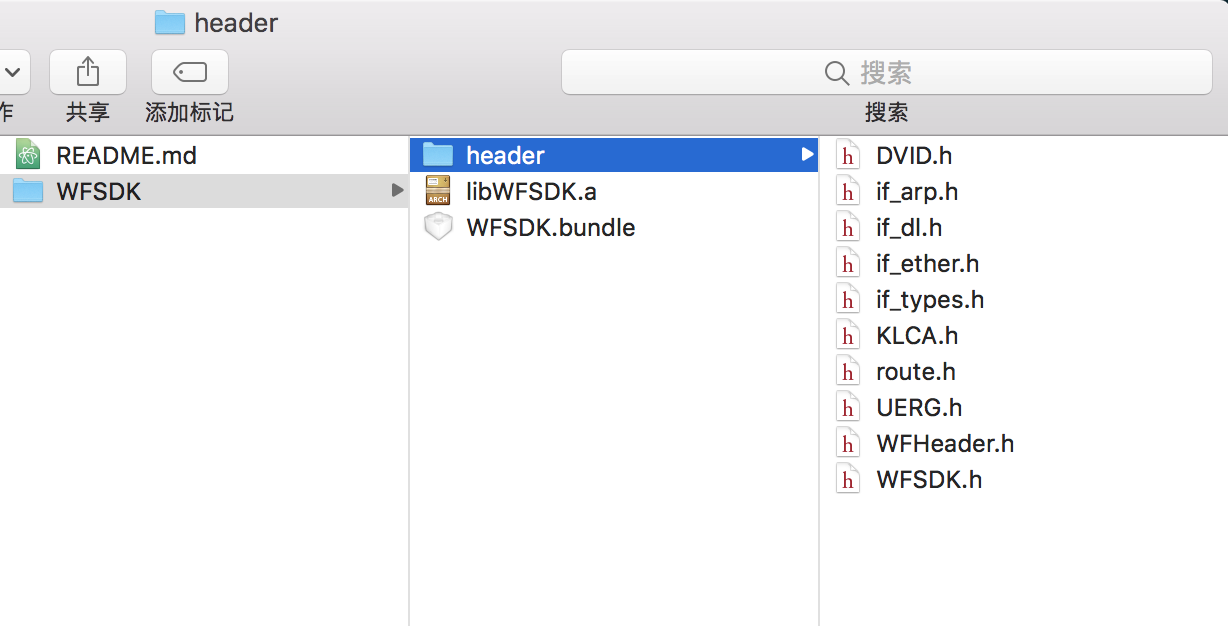 header
作
共享
添加标记
搜索
搜索
README.md
WFSDK
header
libWFSDK.a
WFSDK.bundle
DVID.h
if_arp.h
if_dl.h
if_ether.h
if_types.h
KLCA.h
route.h
UERG.h
WFHeader.h
WFSDK.h